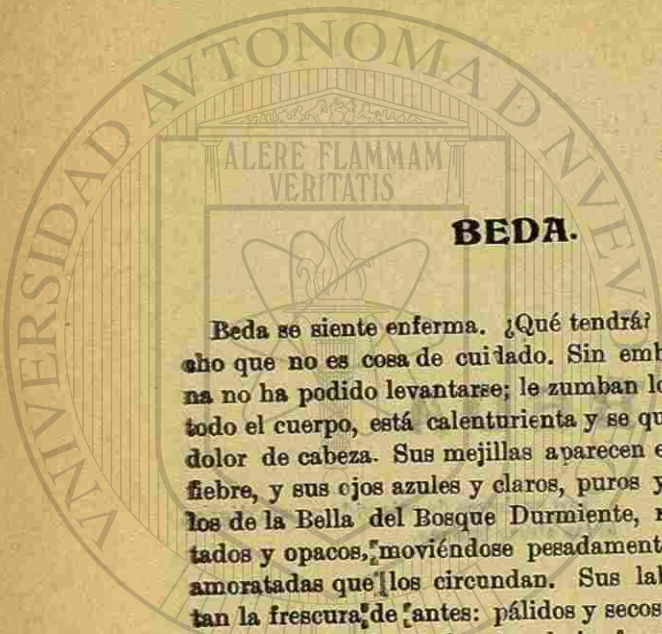 UNIVERSIDAD AUTONOMA D NUEV
ALERE FLAMMAM
VERITATIS
BEDA.
Beda se siente enferma. ¿Qué tendrá?
cho que no es cosa de cuidado. Sin emb
na no ha podido levantarse; le zumban lo
todo el cuerpo, está calenturienta y se qu
dolor de cabeza. Sus mejillas aparecen e
fiebre, y sus ojos azules y claros, puros y
los de la Bella del Bosque Durmiente, 
tados y opacos, moviéndose pesadament
amoratadas que los circundan. Sus lab
tan la frescura de antes: pálidos y secos